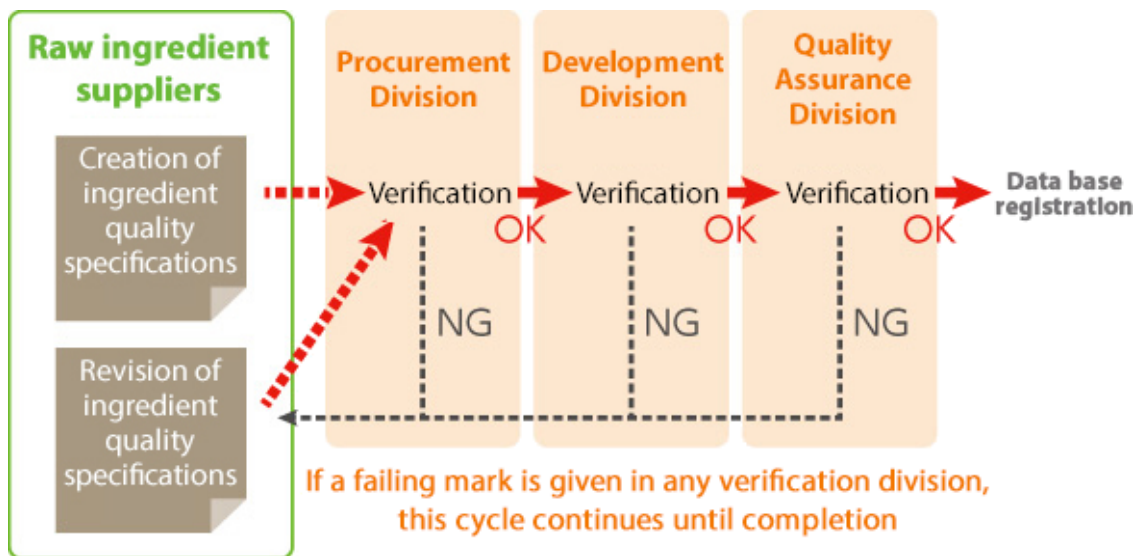 Raw ingredient
suppliers
Creation of
ingredient
quality
specifications
Revision of
ingredient
quality
specifications
Procurement
Division
Verification
OK
NG
Development
Division
Verification
OK
NG
Quality
Assurance
Division
Verification
OK
NG
Data base
registration
If a failing mark is given in any verification division,
this cycle continues until completion